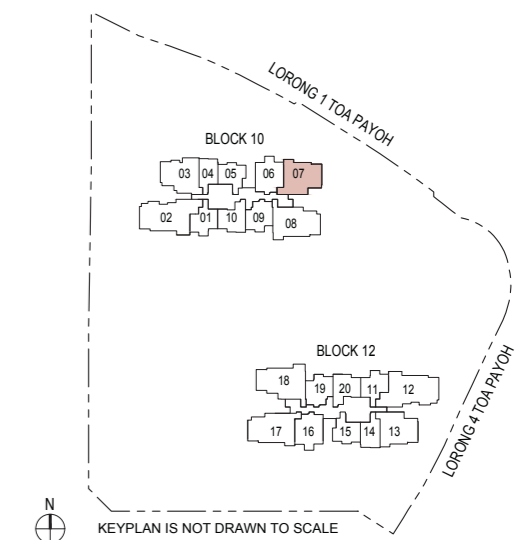 LORONG 1 TOA PAYOH
BLOCK 10
03 04 05 06 07
02 01 10 09 08
BLOCK 12
18 19 20 11 12
17 16 15 14 13
LORONG 4 TOA PAYOH
N
KEYPLAN IS NOT DRAWN TO SCALE